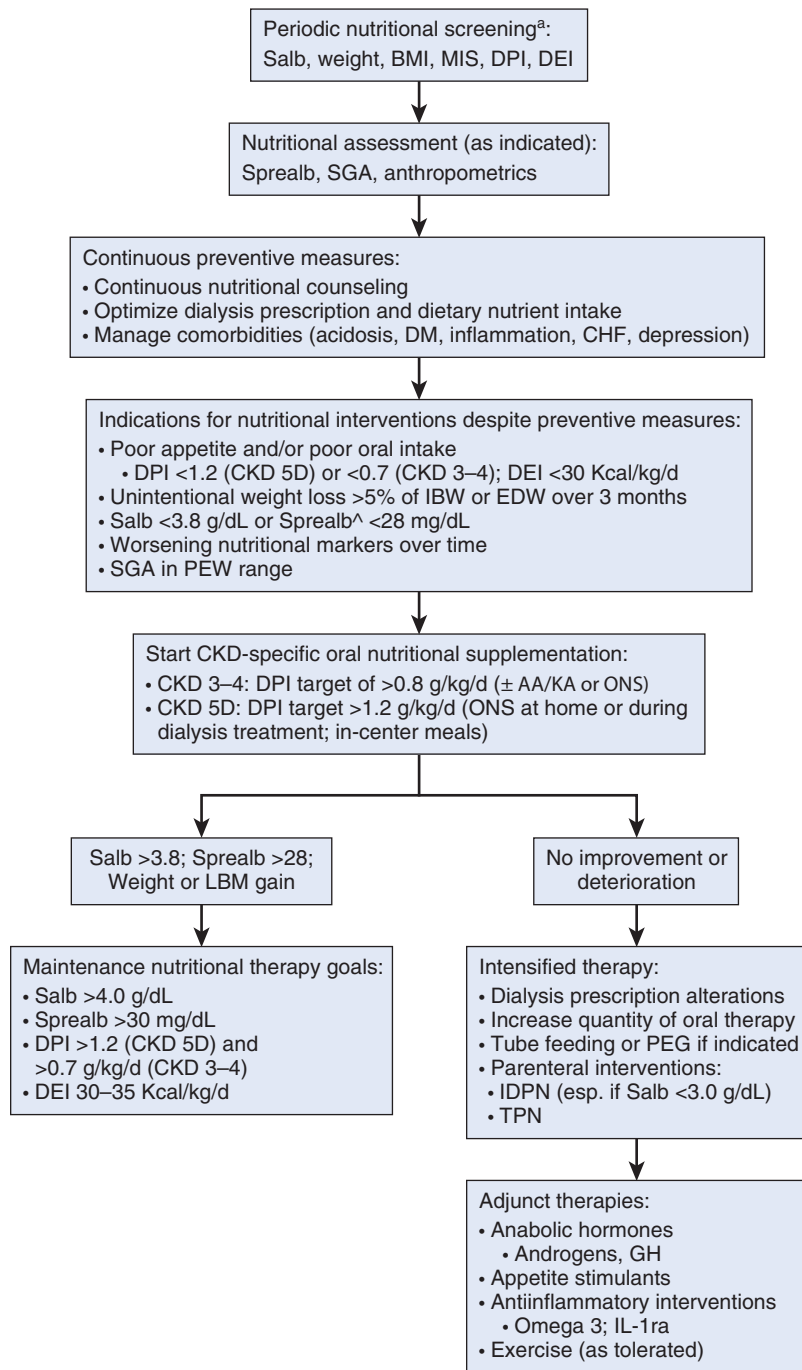 Periodic nutritional screeningᵃ:
Salb, weight, BMI, MIS, DPI, DEI
Nutritional assessment (as indicated):
Sprealb, SGA, anthropometrics
Continuous preventive measures:
• Continuous nutritional counseling
• Optimize dialysis prescription and dietary nutrient intake
• Manage comorbidities (acidosis, DM, inflammation, CHF, depression)
Indications for nutritional interventions despite preventive measures:
• Poor appetite and/or poor oral intake
• DPI <1.2 (CKD 5D) or <0.7 (CKD 3–4); DEI <30 Kcal/kg/d
• Unintentional weight loss >5% of IBW or EDW over 3 months
• Salb <3.8 g/dL or Sprealb^ <28 mg/dL
• Worsening nutritional markers over time
• SGA in PEW range
Start CKD-specific oral nutritional supplementation:
• CKD 3–4: DPI target of >0.8 g/kg/d (± AA/KA or ONS)
• CKD 5D: DPI target >1.2 g/kg/d (ONS at home or during
dialysis treatment; in-center meals)
Salb >3.8; Sprealb >28;
Weight or LBM gain
No improvement or
deterioration
Maintenance nutritional therapy goals:
• Salb >4.0 g/dL
• Sprealb >30 mg/dL
• DPI >1.2 (CKD 5D) and
>0.7 g/kg/d (CKD 3–4)
• DEI 30–35 Kcal/kg/d
Intensified therapy:
• Dialysis prescription alterations
• Increase quantity of oral therapy
• Tube feeding or PEG if indicated
• Parenteral interventions:
• IDPN (esp. if Salb <3.0 g/dL)
• TPN
Adjunct therapies:
• Anabolic hormones
• Androgens, GH
• Appetite stimulants
• Antiinflammatory interventions
• Omega 3; IL-1ra
• Exercise (as tolerated)